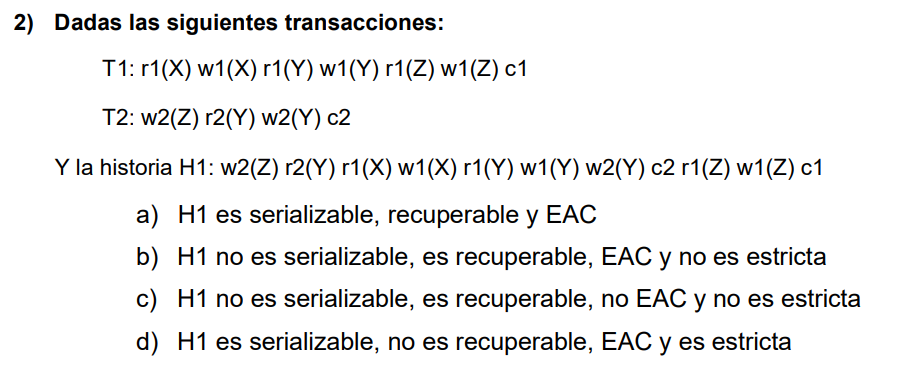 2) Dadas las siguientes transacciones:
T1: r1(X) w1(X) r1(Y) w1(Y) r1(Z) w1(Z) c1
T2: w2(Z) r2(Y) w2(Y) c2
Y la historia H1: w2(Z) r2(Y) r1(X) w1(X) r1(Y) w1(Y) w2(Y) c2 r1(Z) w1(Z) c1
a) H1 es serializable, recuperable y EAC
b) H1 no es serializable, es recuperable, EAC y no es estricta
c) H1 no es serializable, es recuperable, no EAC y no es estricta
d) H1 es serializable, no es recuperable, EAC y es estricta